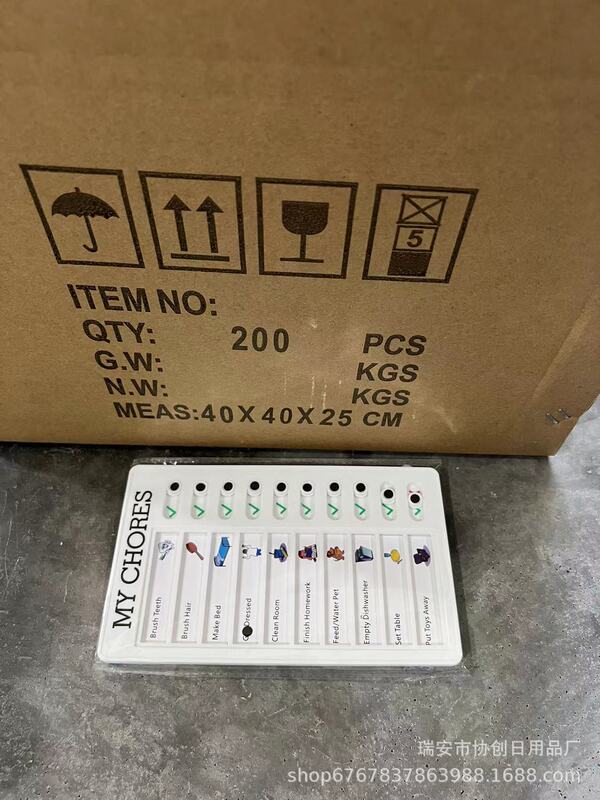 5
ITEM NO:
QTY: 200 PCS
G.W: KGS
N.W: KGS
MEAS:40X40X25 CM
MY CHORES
Brush Teeth
Brush Hair
Make Bed
Dressed
Clean Room
Finish Homework
Feed/Water Pet
Empty Dishwasher
Set Table
Put Toys Away
瑞安市协创日用品厂
shop6767837863988.1688.com